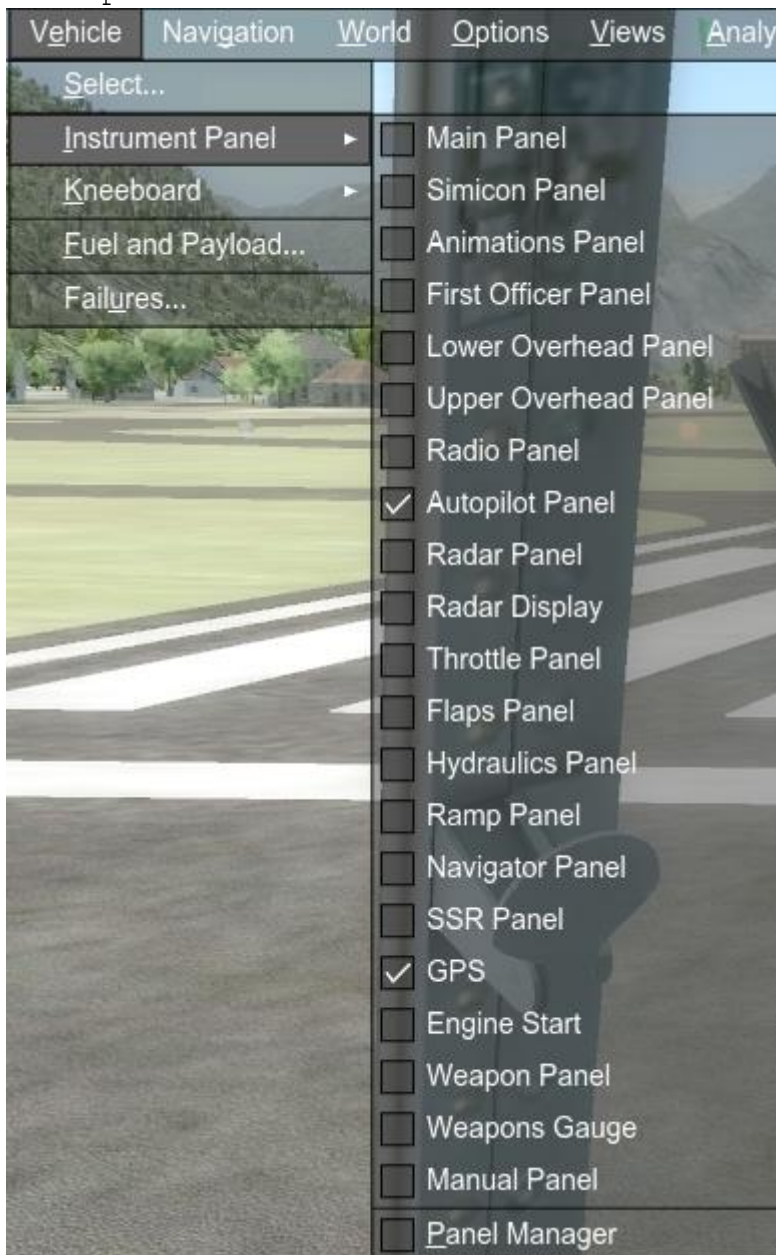 Vehicle Navigation World Options Views Analy
Select...
Instrument Panel
Kneeboard
Fuel and Payload...
Failures...
Main Panel
Simicon Panel
Animations Panel
First Officer Panel
Lower Overhead Panel
Upper Overhead Panel
Radio Panel
Autopilot Panel
Radar Panel
Radar Display
Throttle Panel
Flaps Panel
Hydraulics Panel
Ramp Panel
Navigator Panel
SSR Panel
GPS
Engine Start
Weapon Panel
Weapons Gauge
Manual Panel
Panel Manager